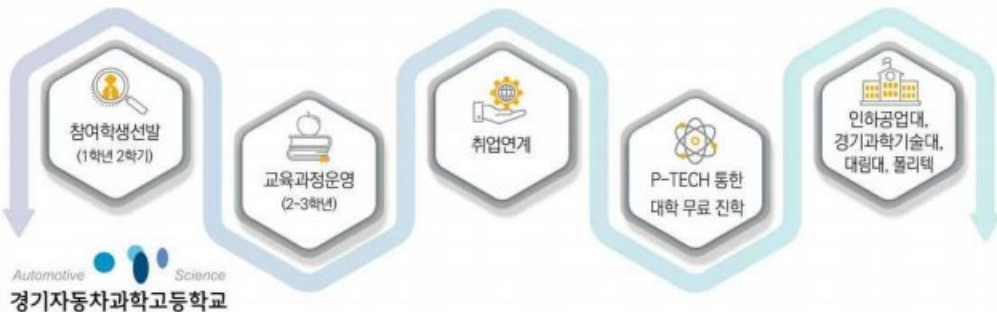 참여학생선발
(1학년 2학기)
교육과정운영
(2~3학년)
취업연계
P-TECH 통한
대학 무료 진학
인하공업대,
경기과학기술대,
대림대, 폴리텍
Automotive Science
경기자동차과학고등학교